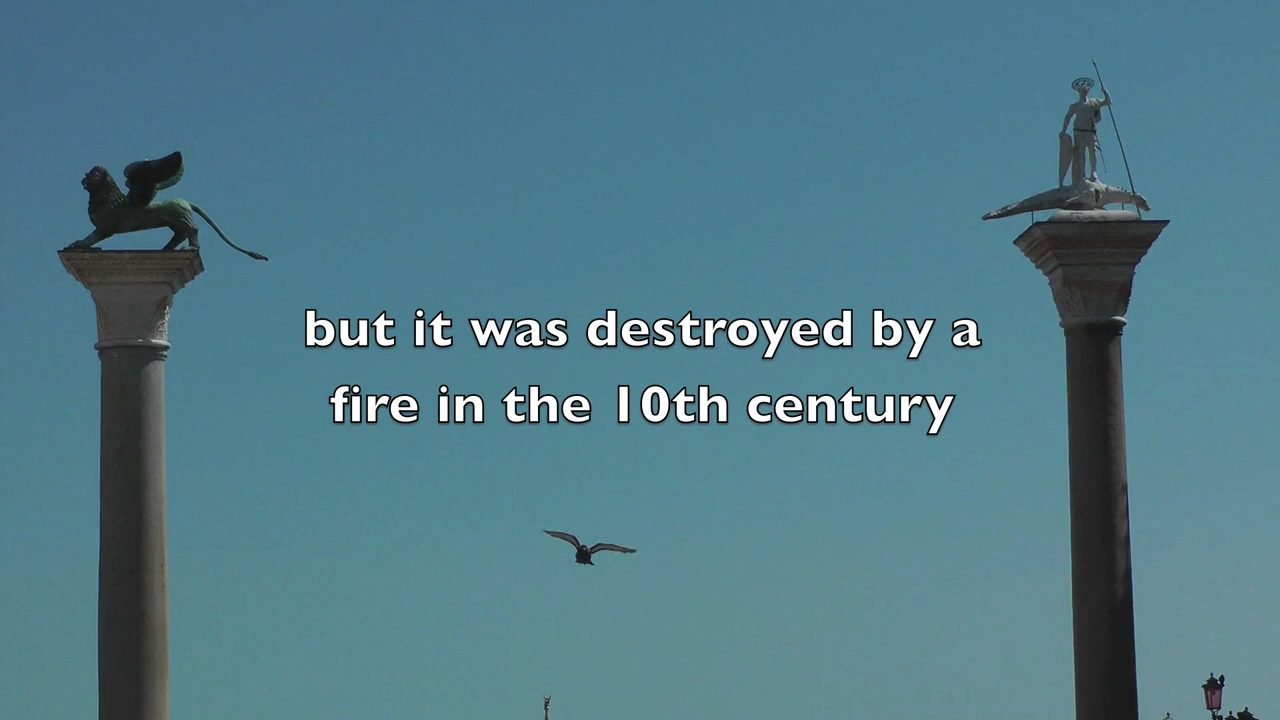 but it was destroyed by a
fire in the 10th century